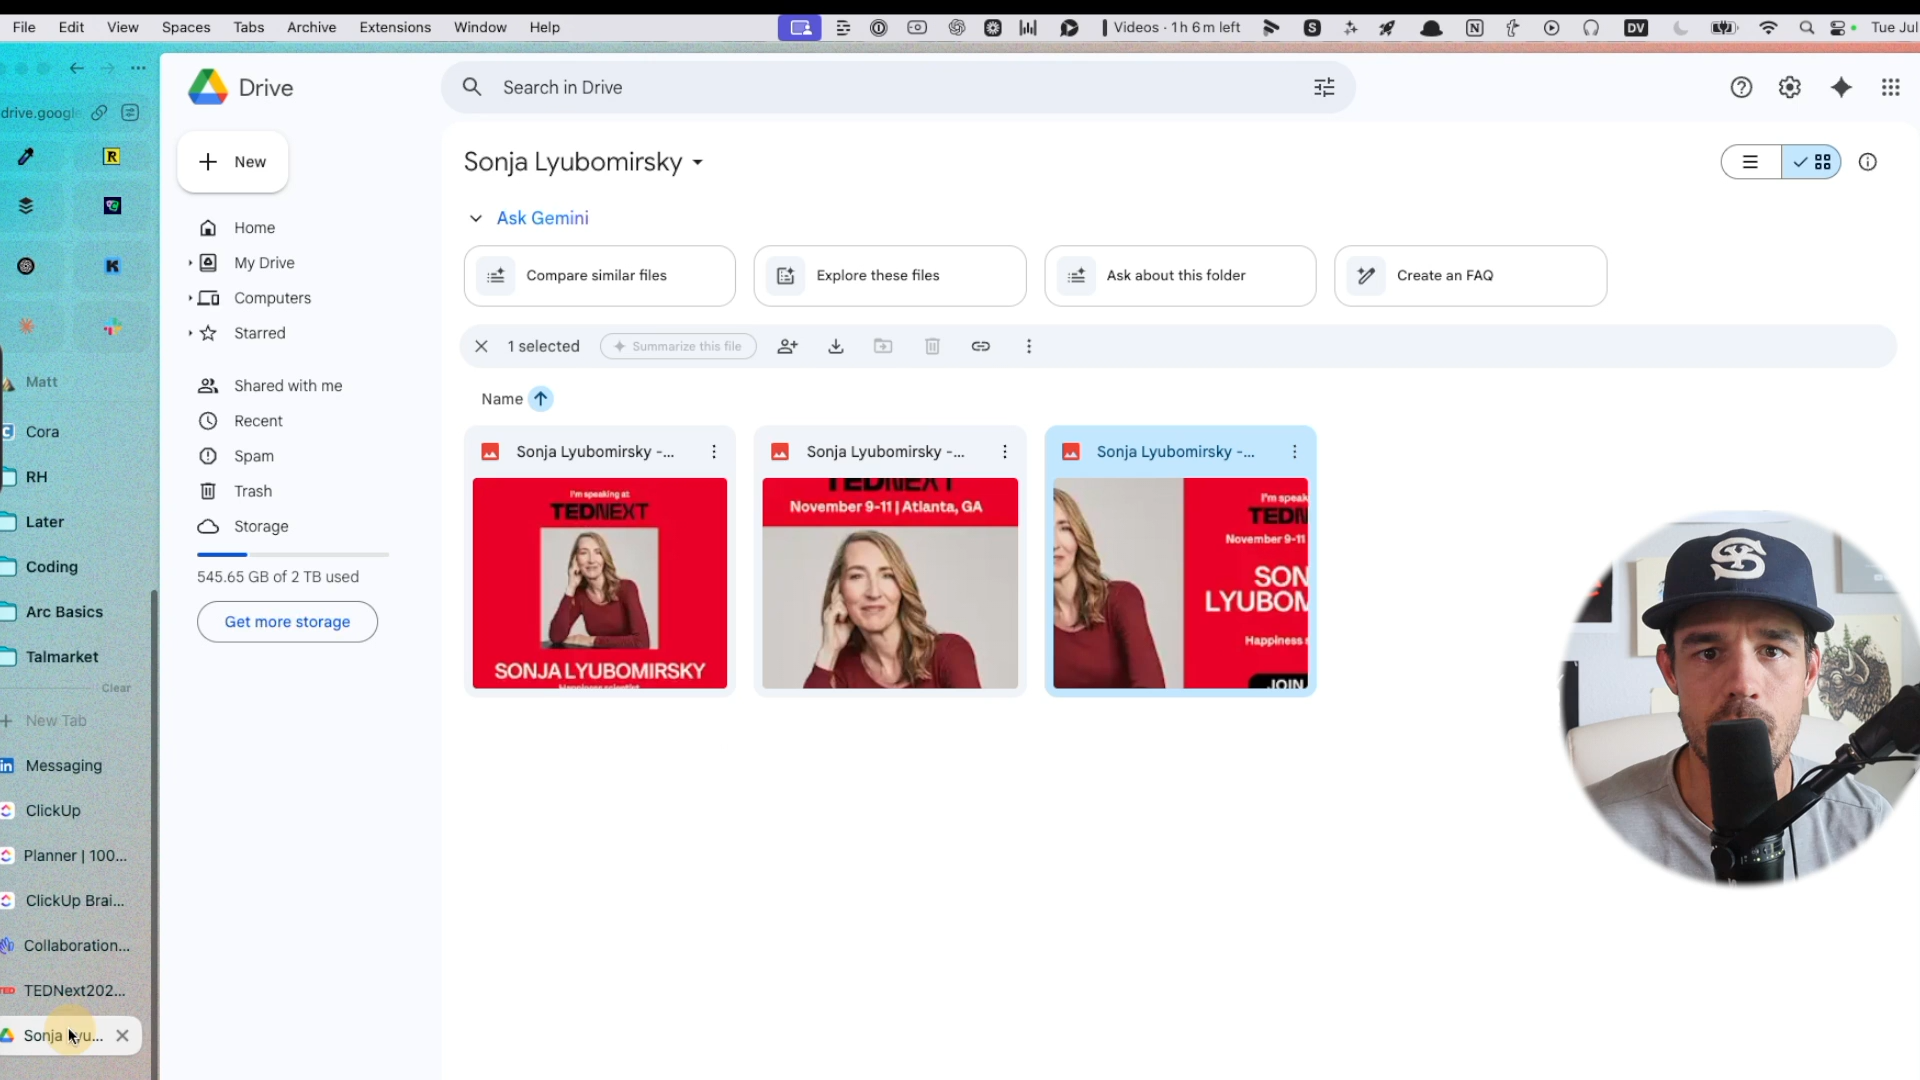 File Edit View Spaces Tabs Archive Extensions Window Help
Videos · 1h 6m left
DV
Tue Jul
drive.google
Matt
Cora
RH
Later
Coding
Arc Basics
Talmarket
Clear
New Tab
Messaging
ClickUp
Planner | 100...
ClickUp Brai...
Collaboration...
TEDNext202...
Drive
New
Home
My Drive
Computers
Starred
Shared with me
Recent
Spam
Trash
Storage
545.65 GB of 2 TB used
Get more storage
Search in Drive
Sonja Lyubomirsky
Ask Gemini
Compare similar files
Explore these files
Ask about this folder
Create an FAQ
1 selected
Summarize this file
Name
Sonja Lyubomirsky -...
I'm speaking at
TEDNEXT
SONJA LYUBOMIRSKY
Happiness scientist
Sonja Lyubomirsky -...
TEDNEXT
November 9-11 | Atlanta, GA
Sonja Lyubomirsky -...
I'm speak
TEDN
November 9-11
SON
LYUBOM
Happiness s
JOIN